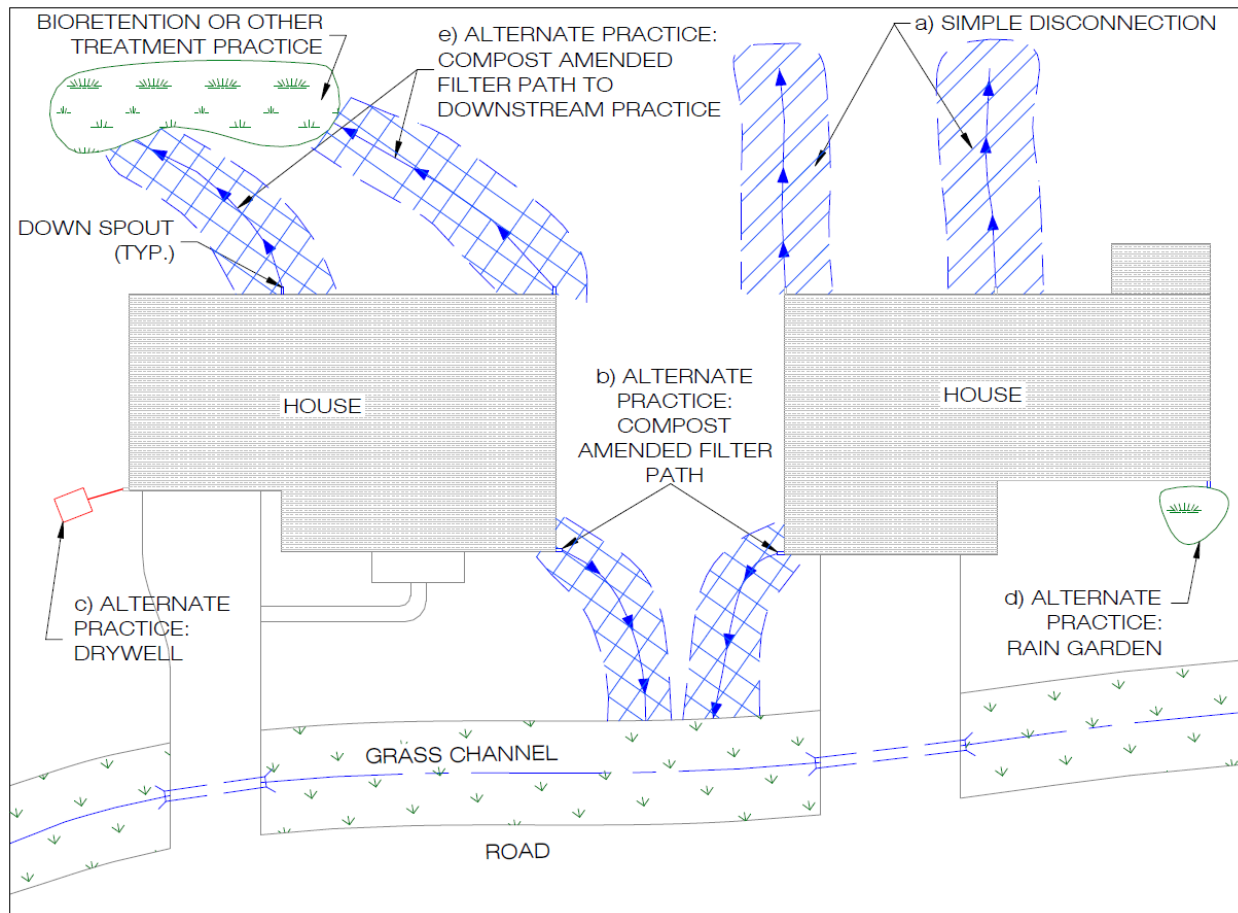 BIORETENTION OR OTHER
TREATMENT PRACTICE
e) ALTERNATE PRACTICE:
COMPOST AMENDED
FILTER PATH TO
DOWNSTREAM PRACTICE
a) SIMPLE DISCONNECTION
DOWN SPOUT
(TYP.)
HOUSE
b) ALTERNATE
PRACTICE:
COMPOST
AMENDED FILTER
PATH
HOUSE
c) ALTERNATE
PRACTICE:
DRYWELL
d) ALTERNATE
PRACTICE:
RAIN GARDEN
GRASS CHANNEL
ROAD